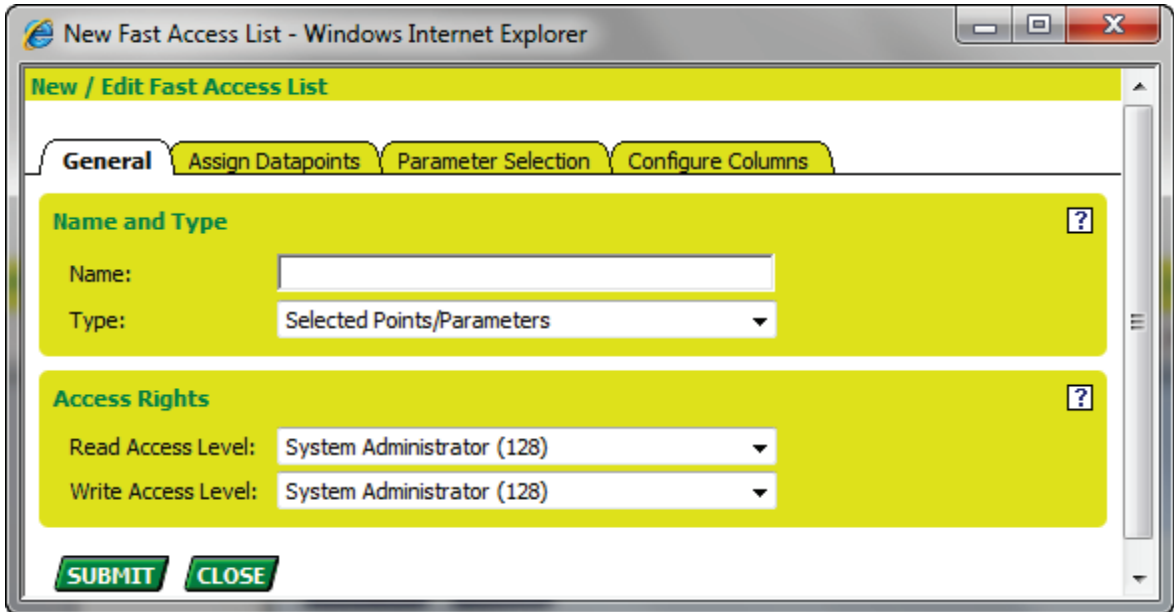 New Fast Access List - Windows Internet Explorer
New / Edit Fast Access List
General Assign Datapoints Parameter Selection Configure Columns
Name and Type ?
Name:
Type: Selected Points/Parameters
Access Rights ?
Read Access Level: System Administrator (128)
Write Access Level: System Administrator (128)
SUBMIT CLOSE